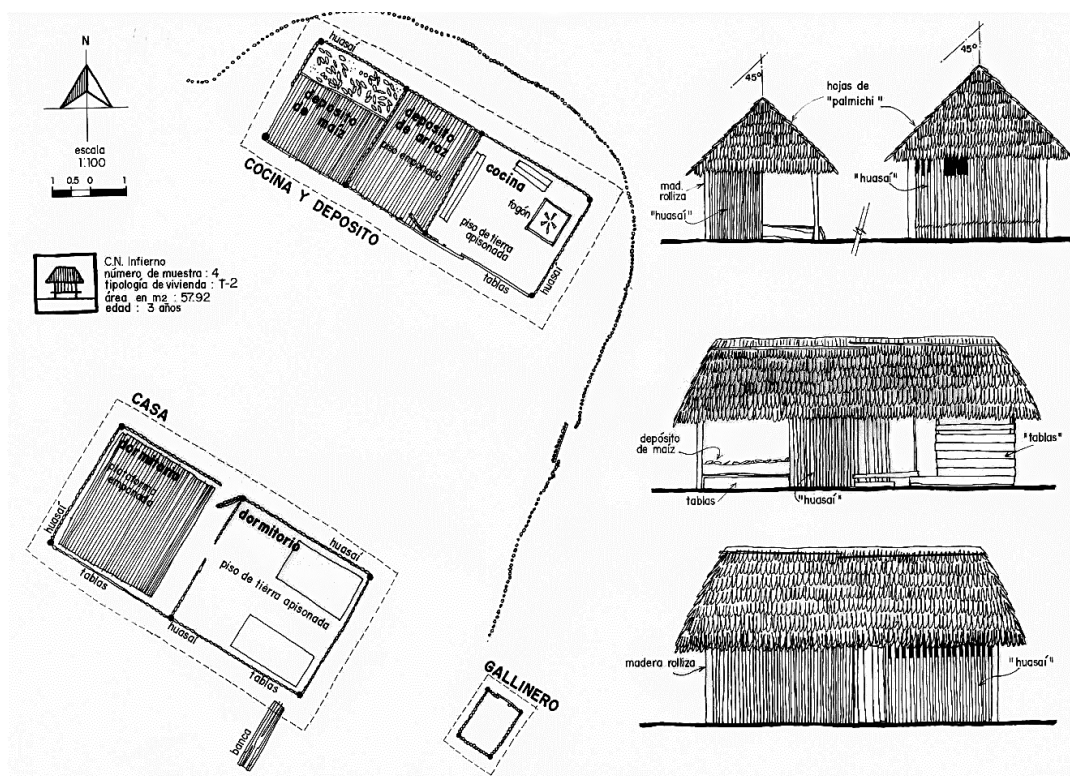 N
escala
1:100
1 0.5 0 1
C.N. Infierno
número de muestra : 4
tipología de vivienda : T-2
área en m2 : 57.92
edad : 3 años
huasaí
depósito
de maíz
depósito
de arroz
piso emponado
cocina
fogón
piso de tierra
apisonada
tablas
huasaí
COCINA Y DEPOSITO
CASA
dormitorio
plataforma
emponada
huasaí
tablas
dormitorio
huasaí
piso de tierra apisonada
huasaí
tablas
banca
GALLINERO
45º
45º
hojas de
"palmichi"
mad.
rolliza
"huasaí"
"huasaí"
depósito
de maíz
tablas
"huasaí"
"tablas"
madera rolliza
"huasaí"